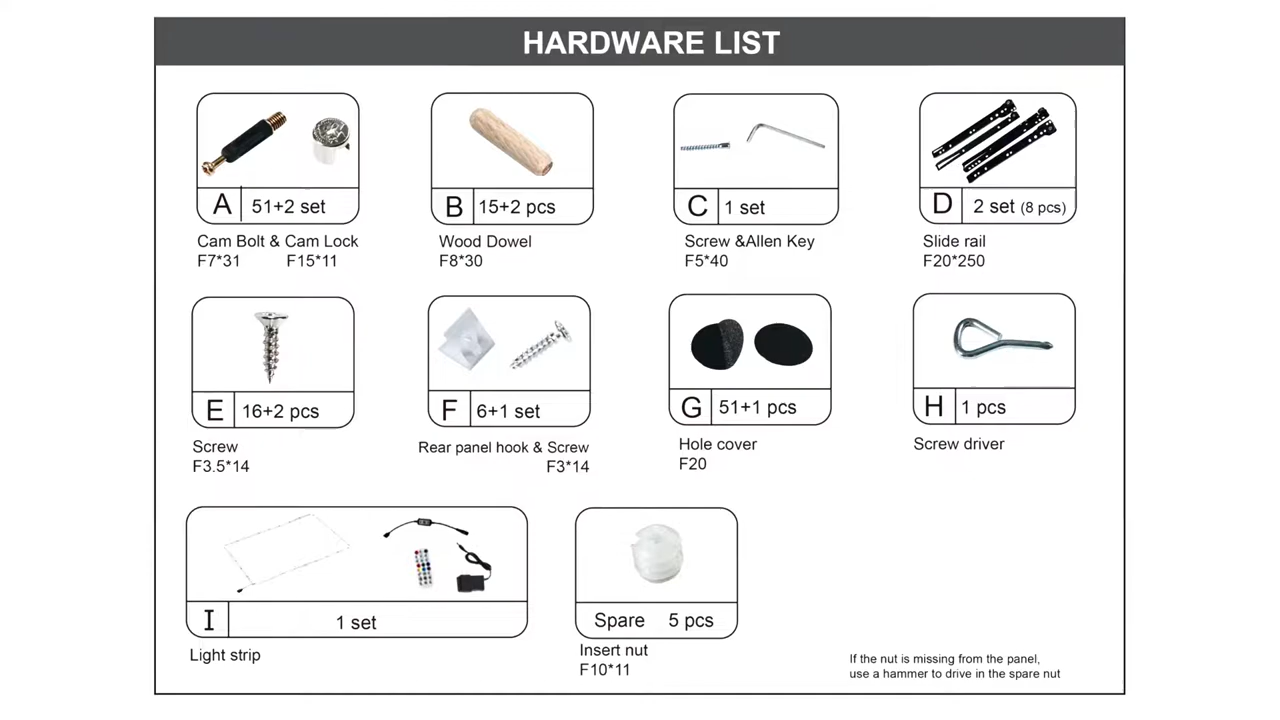 HARDWARE LIST
A 51+2 set
Cam Bolt & Cam Lock
F7*31 F15*11
B 15+2 pcs
Wood Dowel
F8*30
C 1 set
Screw &Allen Key
F5*40
D 2 set (8 pcs)
Slide rail
F20*250
E 16+2 pcs
Screw
F3.5*14
F 6+1 set
Rear panel hook & Screw
F3*14
G 51+1 pcs
Hole cover
F20
H 1 pcs
Screw driver
I 1 set
Light strip
Spare 5 pcs
Insert nut
F10*11
If the nut is missing from the panel,
use a hammer to drive in the spare nut